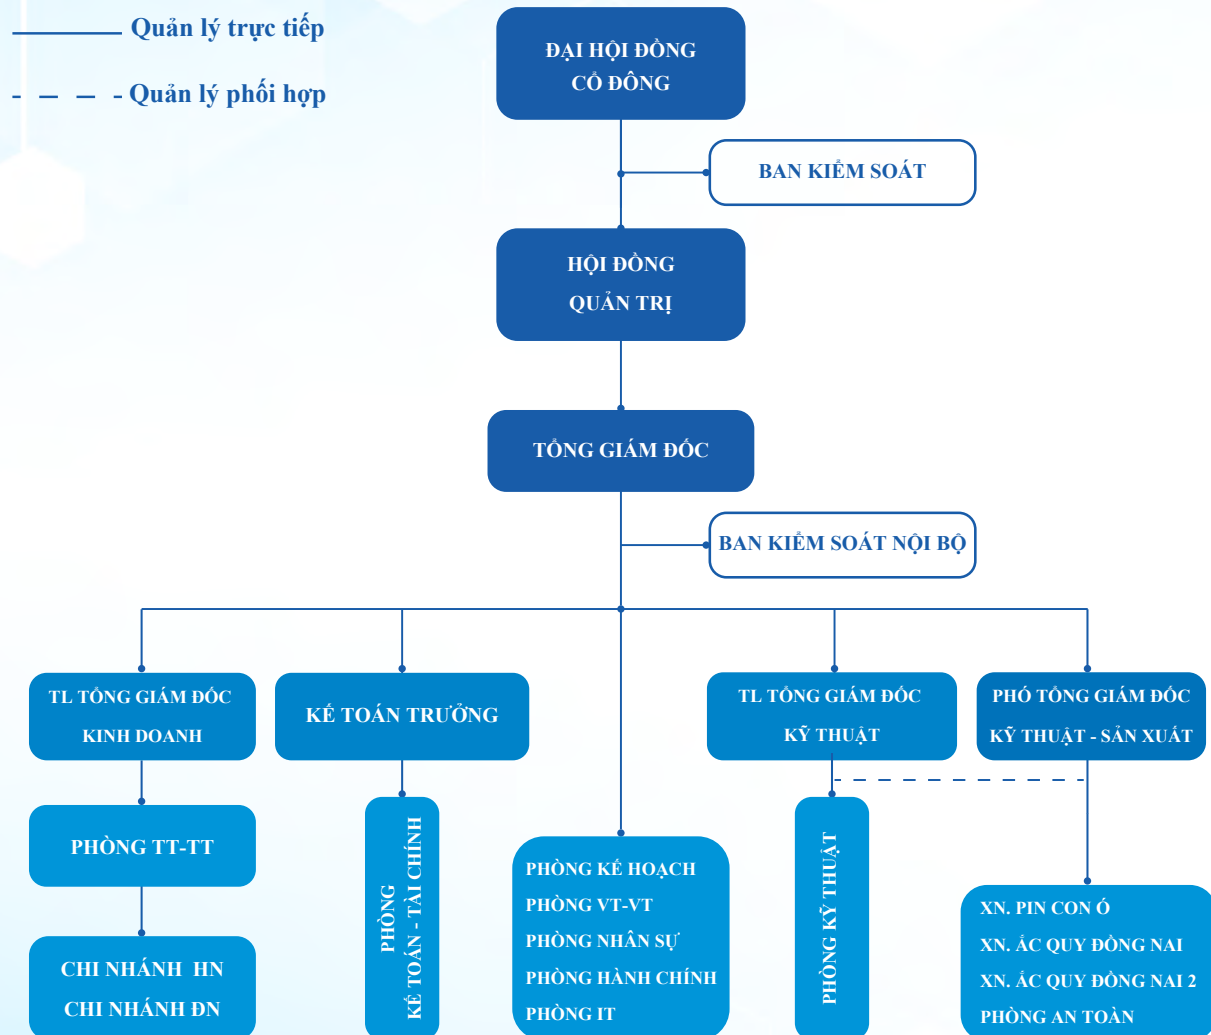 Quản lý trực tiếp
Quản lý phối hợp
ĐẠI HỘI ĐỒNG
CỔ ĐÔNG
BAN KIỂM SOÁT
HỘI ĐỒNG
QUẢN TRỊ
TỔNG GIÁM ĐỐC
BAN KIỂM SOÁT NỘI BỘ
TL TỔNG GIÁM ĐỐC
KINH DOANH
KẾ TOÁN TRƯỞNG
TL TỔNG GIÁM ĐỐC
KỸ THUẬT
PHÓ TỔNG GIÁM ĐỐC
KỸ THUẬT - SẢN XUẤT
PHÒNG TT-TT
CHI NHÁNH HN
CHI NHÁNH ĐN
PHÒNG
KẾ TOÁN - TÀI CHÍNH
PHÒNG KẾ HOẠCH
PHÒNG VT-VT
PHÒNG NHÂN SỰ
PHÒNG HÀNH CHÍNH
PHÒNG IT
PHÒNG KỸ THUẬT
XN. PIN CON Ó
XN. ẮC QUY ĐỒNG NAI
XN. ẮC QUY ĐỒNG NAI 2
PHÒNG AN TOÀN